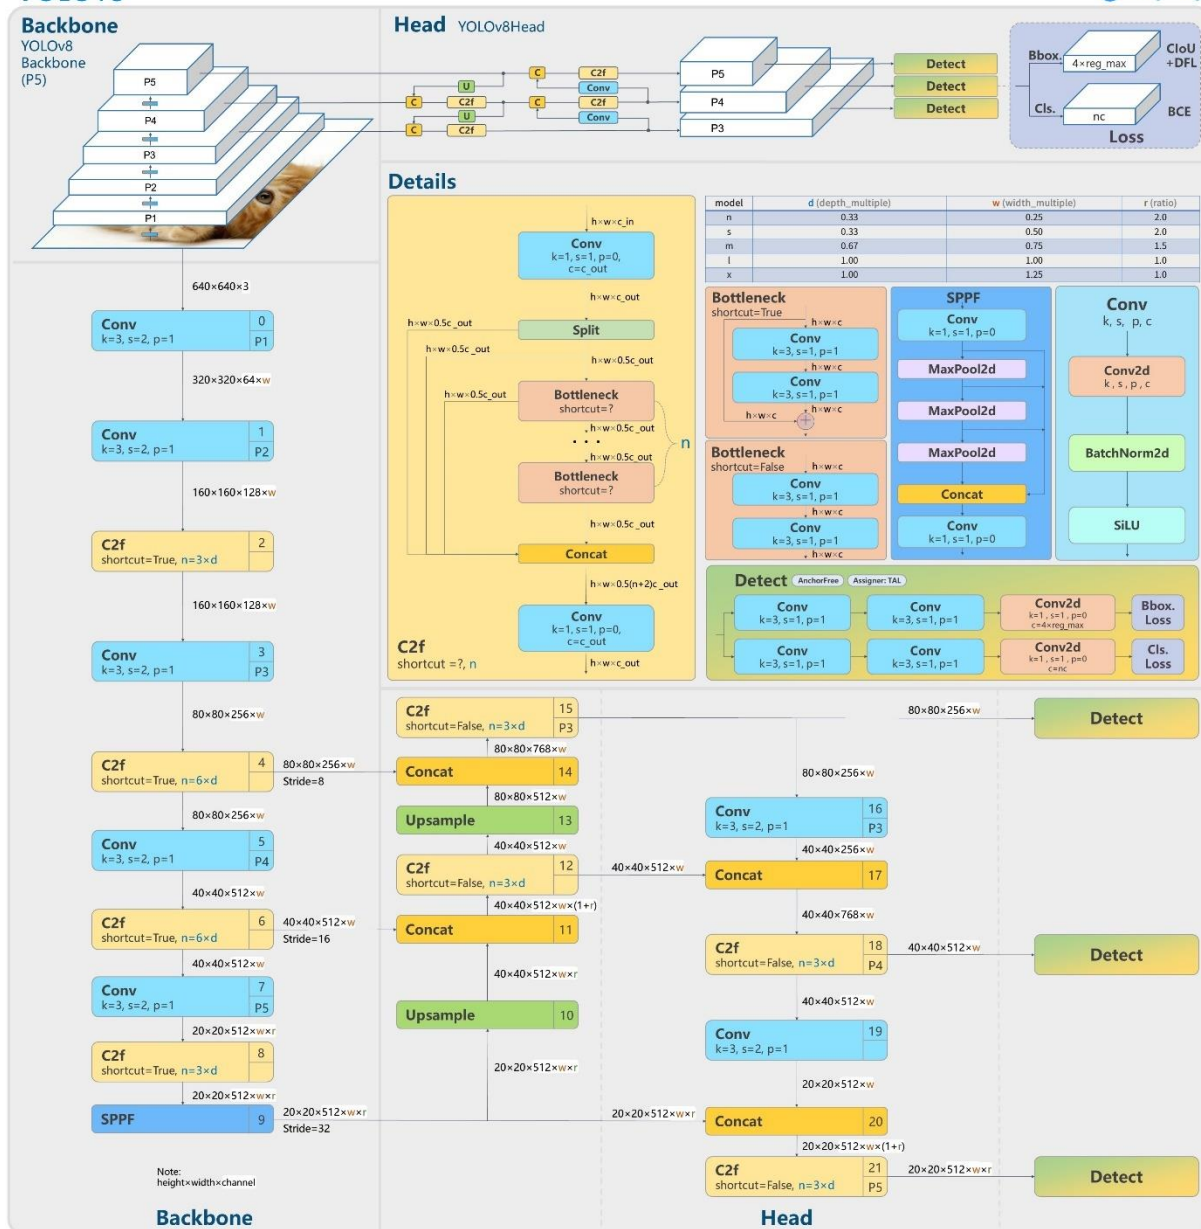 Backbone
YOLOv8
Backbone
(P5)
P5
P4
P3
P2
P1
Head YOLOv8Head
U
U
C
C
C2f
C2f
C
C
C2f
Conv
C2f
Conv
P5
P4
P3
Detect
Detect
Detect
Bbox.
4×reg_max
CIoU
+DFL
Cls.
nc
BCE
Loss
Details
h×w×c_in
Conv
k=1, s=1, p=0,
c=c_out
h×w×c_out
h×w×0.5c_out
Split
h×w×0.5c_out
h×w×0.5c_out
h×w×0.5c_out
Bottleneck
shortcut=?
h×w×0.5c_out
. . .
n
h×w×0.5c_out
Bottleneck
shortcut=?
h×w×0.5c_out
Concat
h×w×0.5(n+2)c_out
Conv
k=1, s=1, p=0,
c=c_out
h×w×c_out
C2f
shortcut =?, n
model d (depth_multiple) w (width_multiple) r (ratio)
n 0.33 0.25 2.0
s 0.33 0.50 2.0
m 0.67 0.75 1.5
l 1.00 1.00 1.0
x 1.00 1.25 1.0
Bottleneck
shortcut=True
h×w×c
Conv
k=3, s=1, p=1
h×w×c
Conv
k=3, s=1, p=1
h×w×c
h×w×c
+
Bottleneck
shortcut=False
h×w×c
Conv
k=3, s=1, p=1
h×w×c
Conv
k=3, s=1, p=1
h×w×c
SPPF
Conv
k=1, s=1, p=0
MaxPool2d
MaxPool2d
MaxPool2d
Concat
Conv
k=1, s=1, p=0
Conv
k, s, p, c
Conv2d
k, s, p, c
BatchNorm2d
SiLU
Detect AnchorFree Assigner: TAL
Conv
k=3, s=1, p=1
Conv
k=3, s=1, p=1
Conv2d
k=1, s=1, p=0
c=4×reg_max
Bbox.
Loss
Conv
k=3, s=1, p=1
Conv
k=3, s=1, p=1
Conv2d
k=1, s=1, p=0
c=nc
Cls.
Loss
640×640×3
Conv
k=3, s=2, p=1
0
P1
320×320×64×w
Conv
k=3, s=2, p=1
1
P2
160×160×128×w
C2f
shortcut=True, n=3×d
2
160×160×128×w
Conv
k=3, s=2, p=1
3
P3
80×80×256×w
C2f
shortcut=True, n=6×d
4
80×80×256×w
Stride=8
80×80×256×w
Conv
k=3, s=2, p=1
5
P4
40×40×512×w
C2f
shortcut=True, n=6×d
6
40×40×512×w
Stride=16
40×40×512×w
Conv
k=3, s=2, p=1
7
P5
20×20×512×w×r
C2f
shortcut=True, n=3×d
8
20×20×512×w×r
SPPF
9
20×20×512×w×r
Stride=32
Note:
height×width×channel
Backbone
C2f
shortcut=False, n=3×d
15
P3
80×80×768×w
Concat
14
80×80×512×w
Upsample
13
40×40×512×w
C2f
shortcut=False, n=3×d
12
40×40×512×w
40×40×512×w×(1+r)
Concat
11
40×40×512×w×r
Upsample
10
20×20×512×w×r
80×80×256×w
Detect
80×80×256×w
Conv
k=3, s=2, p=1
16
P3
40×40×256×w
Concat
17
40×40×768×w
C2f
shortcut=False, n=3×d
18
P4
40×40×512×w
Detect
40×40×512×w
Conv
k=3, s=2, p=1
19
20×20×512×w
20×20×512×w×r
Concat
20
20×20×512×w×(1+r)
C2f
shortcut=False, n=3×d
21
P5
20×20×512×w×r
Detect
Head